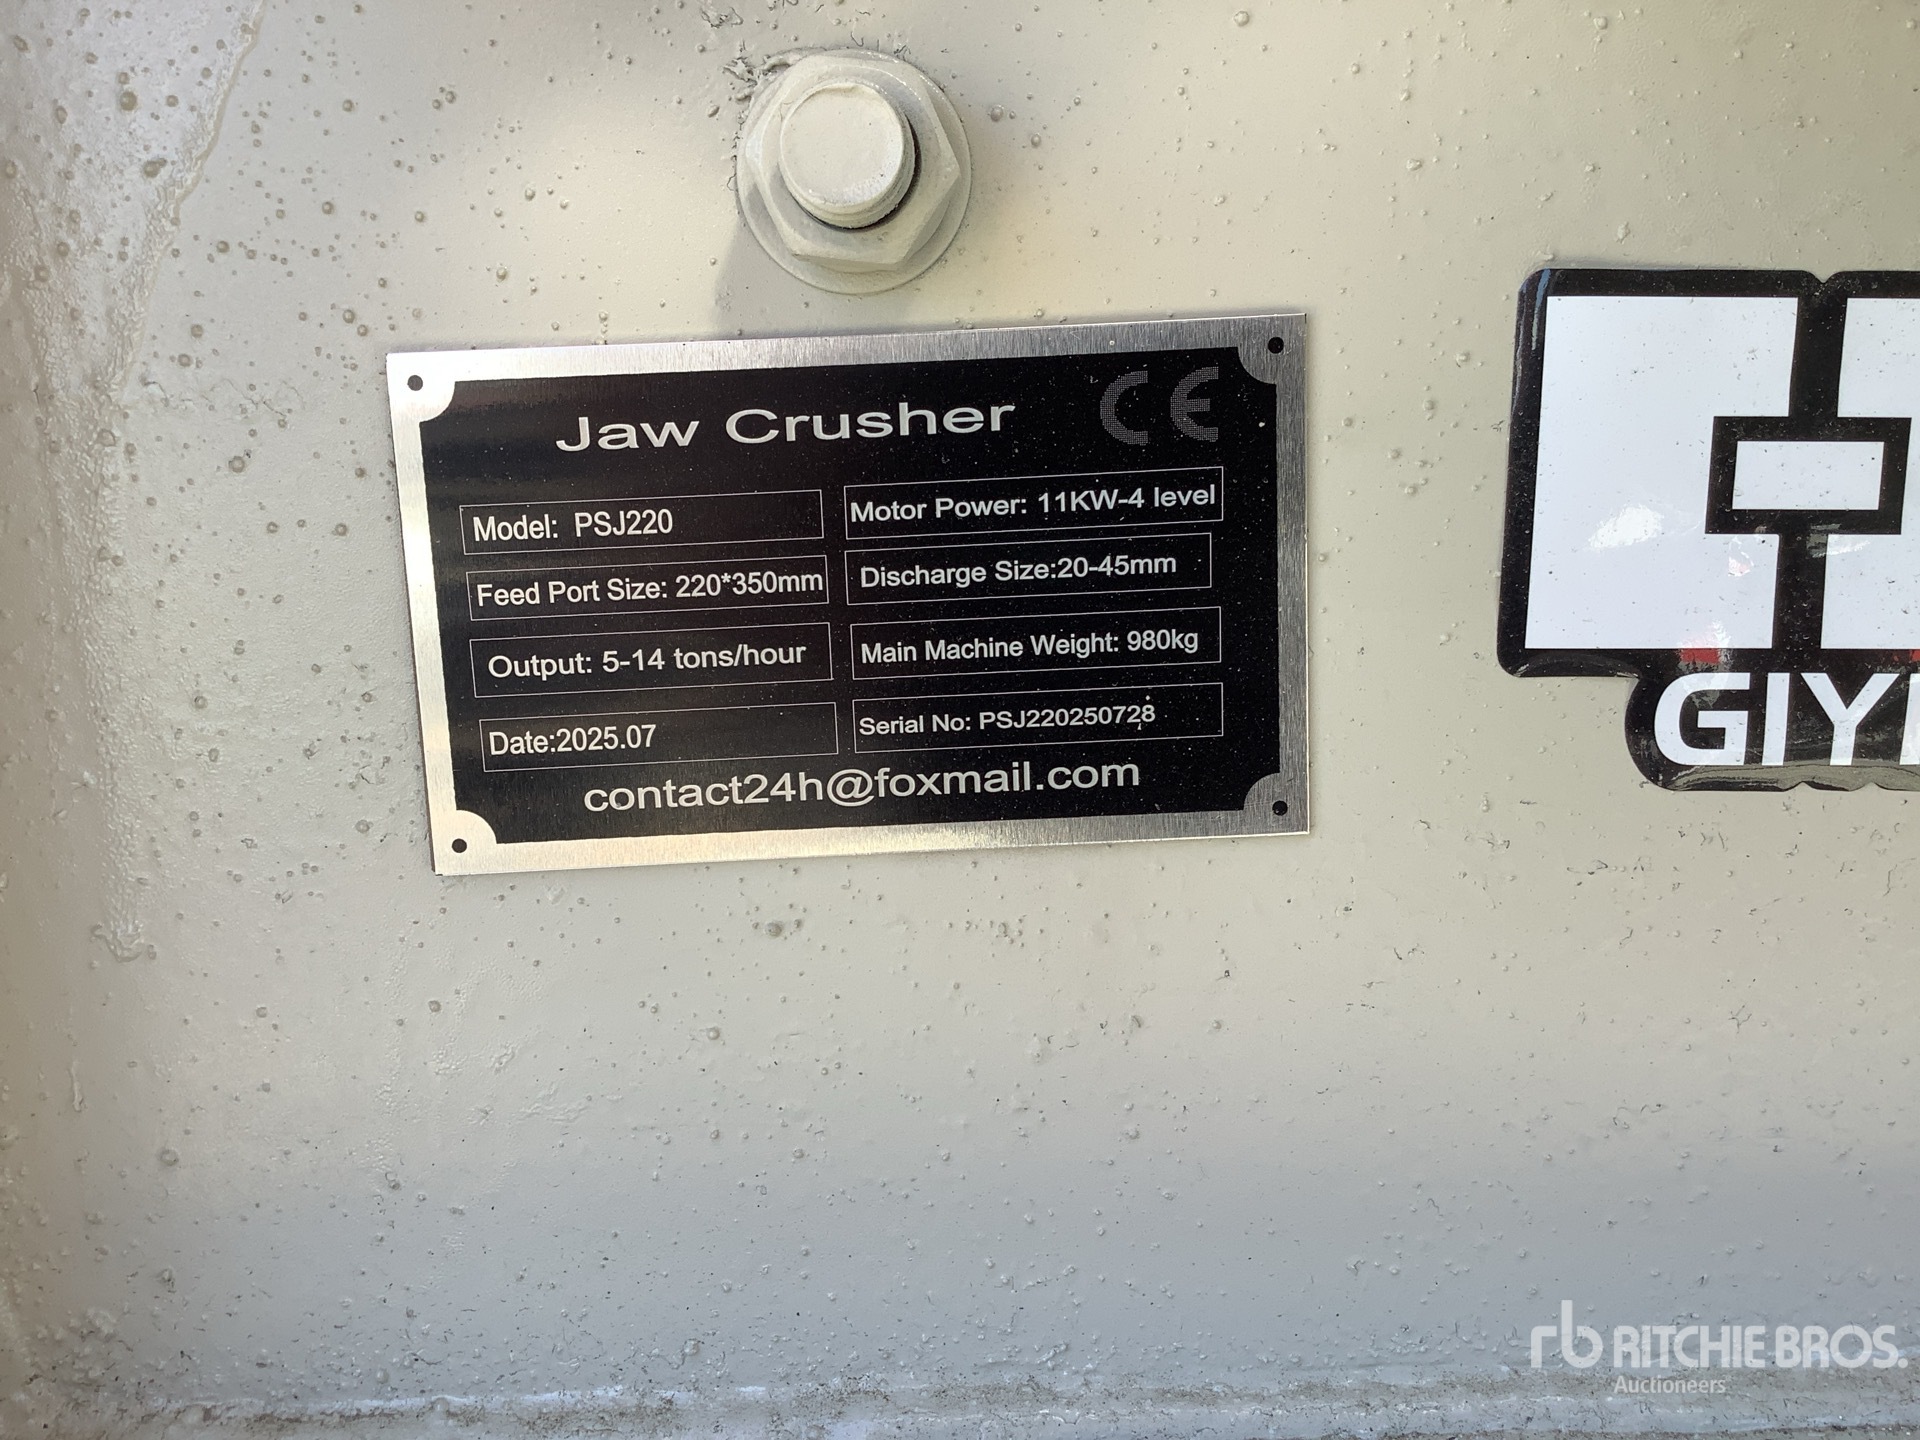 Jaw Crusher CE
Model: PSJ220
Motor Power: 11KW-4 level
Feed Port Size: 220*350mm
Discharge Size:20-45mm
Output: 5-14 tons/hour
Main Machine Weight: 980kg
Date:2025.07
Serial No: PSJ220250728
contact24h@foxmail.com
rb RITCHIE BROS.
Auctioneers